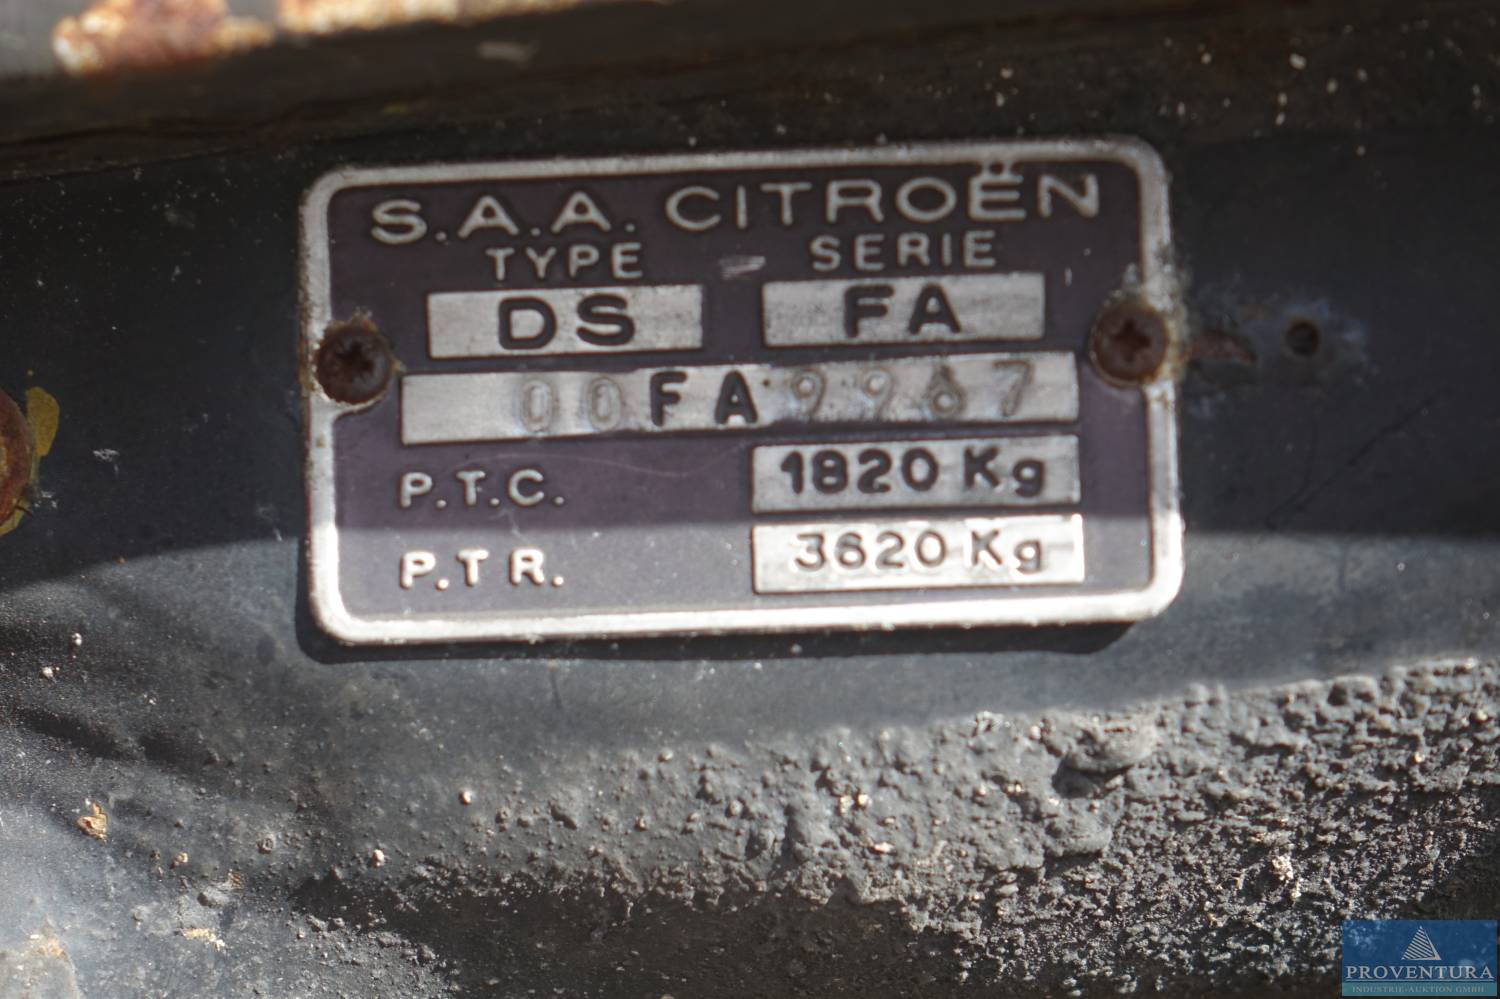 S.A.A. CITROËN
TYPE SERIE
DS FA
00FA9967
P.T.C. 1820 Kg
P.T R. 3620 Kg
PROVENTURA
INDUSTRIE-AUKTION GMBH